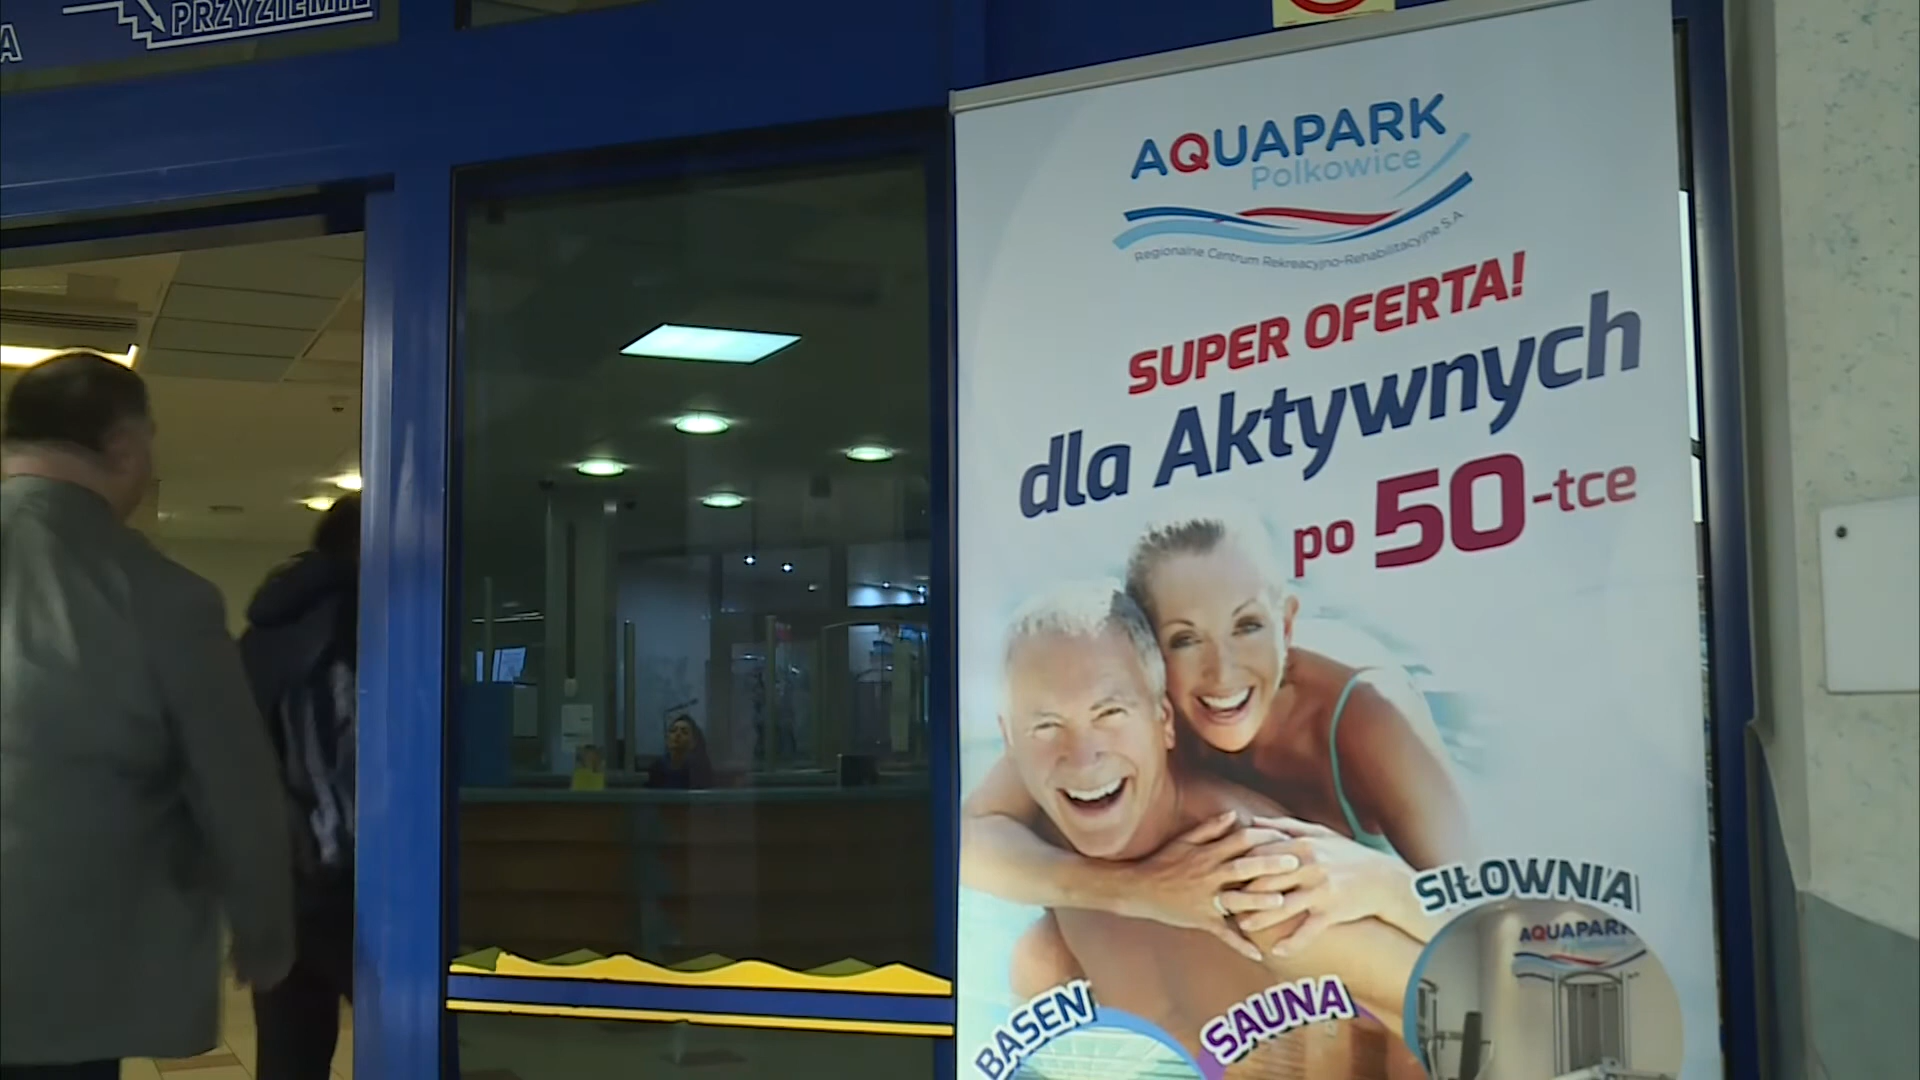 PRZYZIEMIE
A
AQUAPARK
Polkowice
Regionalne Centrum Rekreacyjno-Rehabilitacyjne S.A.
SUPER OFERTA!
dla Aktywnych
po 50-tce
SIŁOWNIA
AQUAPARK
BASEN
SAUNA